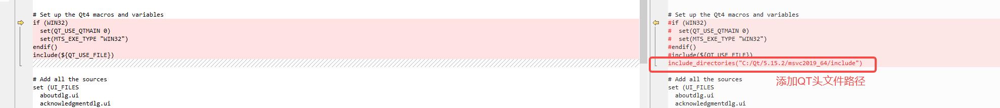 # Set up the Qt4 macros and variables
if (WIN32)
  set(QT_USE_QTMAIN 0)
  set(MTS_EXE_TYPE "WIN32")
endif()
include(${QT_USE_FILE})
# Add all the sources
set (UI_FILES
  aboutdlg.ui
  acknowledgmentdlg.ui
# Set up the Qt4 macros and variables
#if (WIN32)
#  set(QT_USE_QTMAIN 0)
#  set(MTS_EXE_TYPE "WIN32")
#endif()
#include(${QT_USE_FILE})
include_directories("C:/Qt/5.15.2/msvc2019_64/include")
添加QT头文件路径
# Add all the sources
set (UI_FILES
  aboutdlg.ui
  acknowledgmentdlg.ui